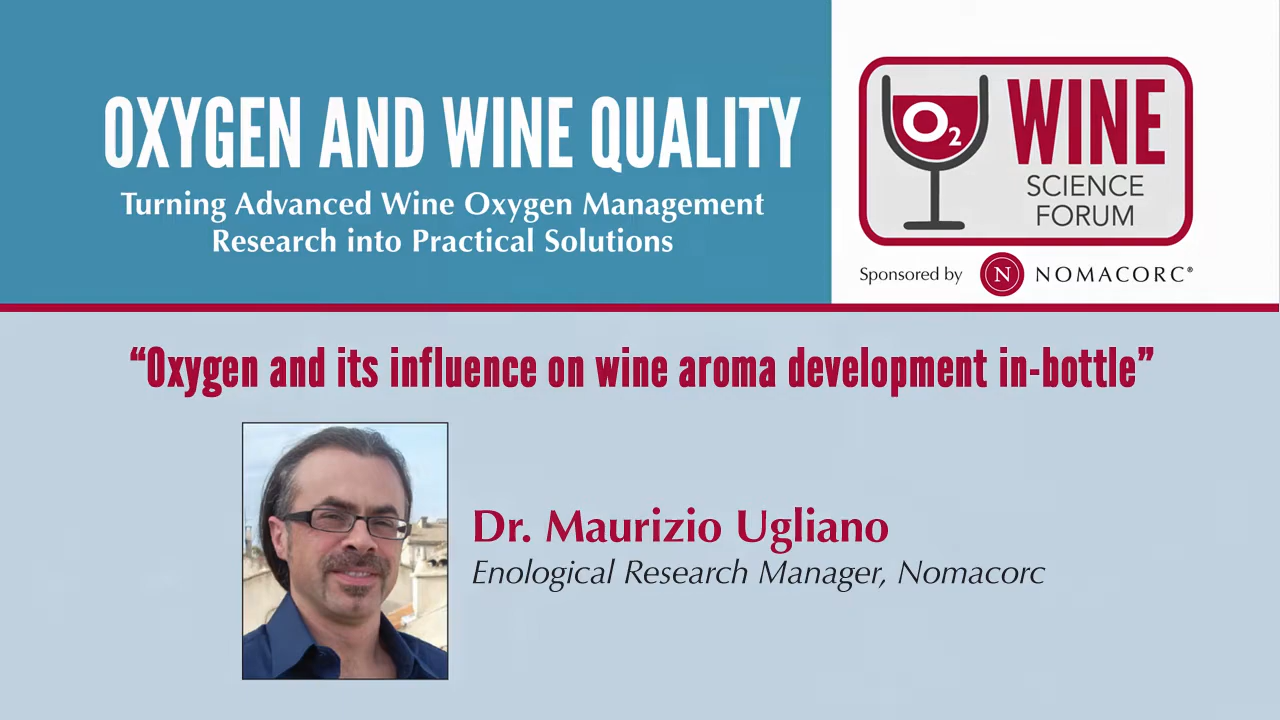 OXYGEN AND WINE QUALITY
Turning Advanced Wine Oxygen Management
Research into Practical Solutions
O2 WINE
SCIENCE
FORUM
Sponsored by N NOMACORC®
“Oxygen and its influence on wine aroma development in-bottle”
Dr. Maurizio Ugliano
Enological Research Manager, Nomacorc